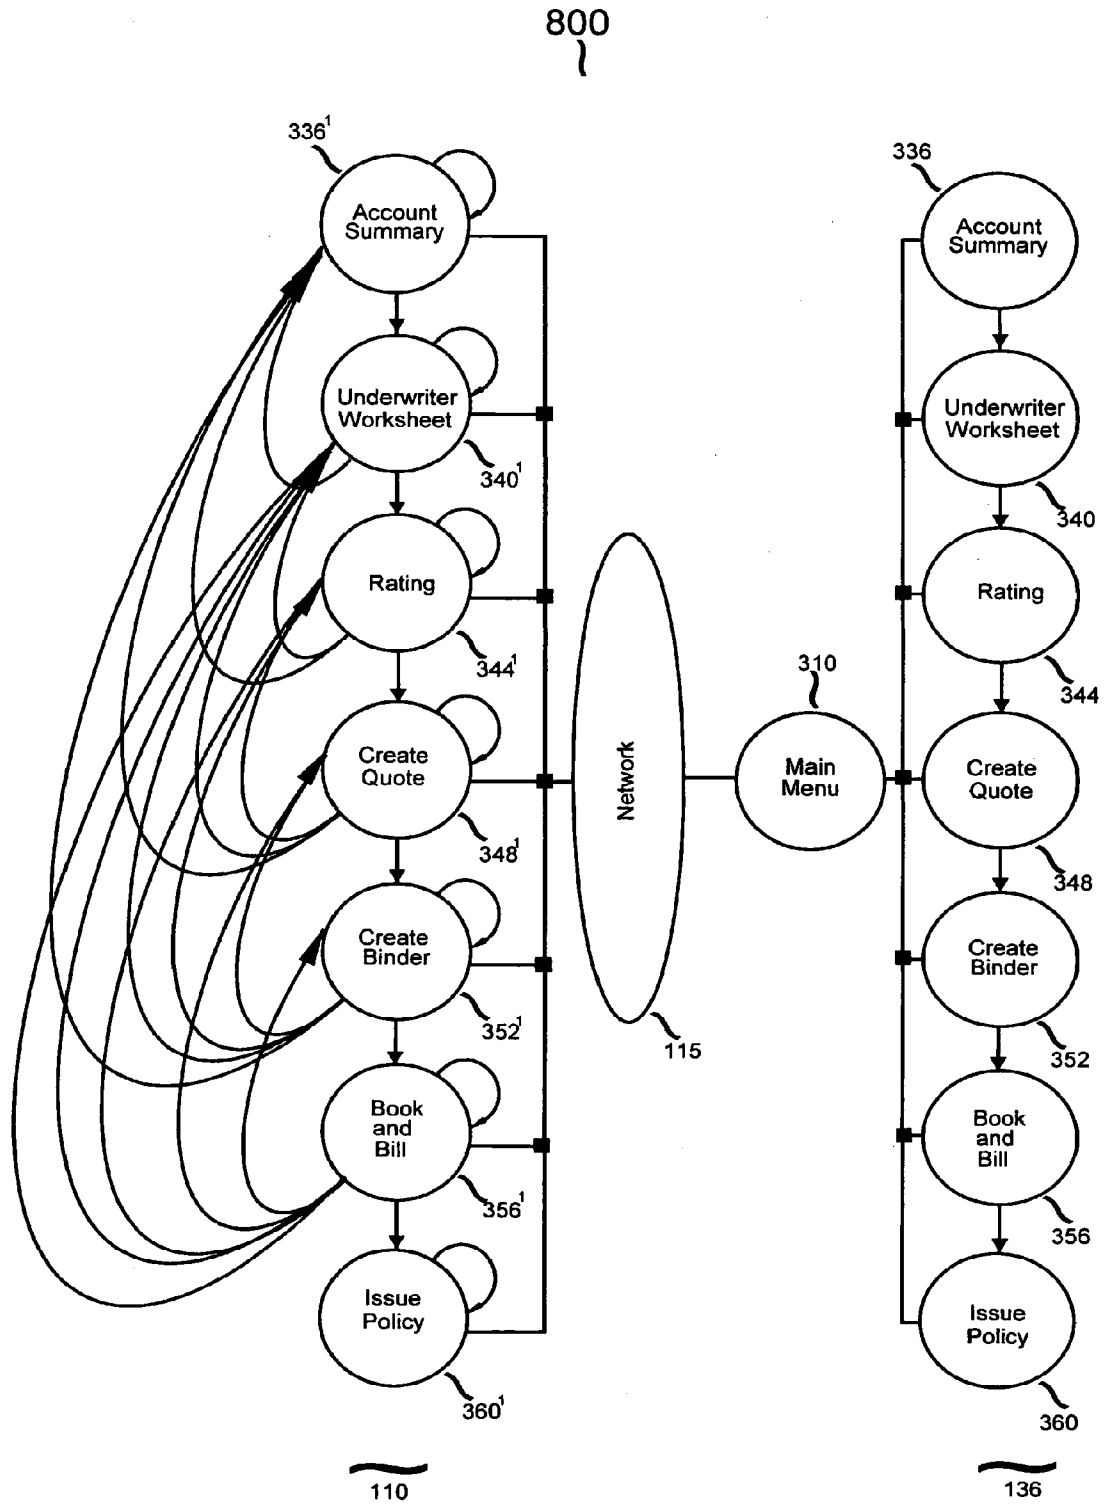 800
336¹
Account
Summary
Underwriter
Worksheet
340¹
Rating
344¹
Create
Quote
348¹
Create
Binder
352¹
Book
and
Bill
356¹
Issue
Policy
360¹
110
Network
115
310
Main
Menu
336
Account
Summary
Underwriter
Worksheet
340
Rating
344
Create
Quote
348
Create
Binder
352
Book
and
Bill
356
Issue
Policy
360
136